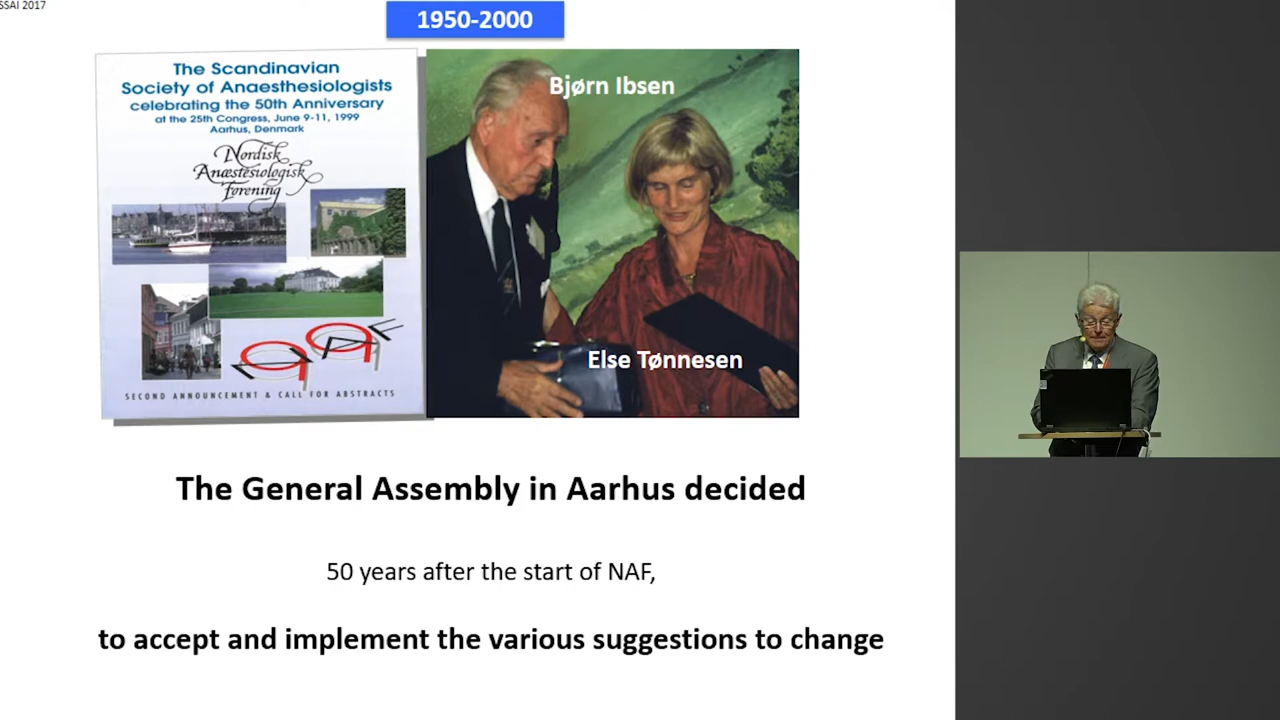 SSAI 2017
1950-2000
The Scandinavian
Society of Anaesthesiologists
celebrating the 50th Anniversary
at the 25th Congress, June 9-11, 1999
Aarhus, Denmark
Nordisk
Anæstesiologisk
Forening
SECOND ANNOUNCEMENT & CALL FOR ABSTRACTS
Bjørn Ibsen
Else Tønnesen
The General Assembly in Aarhus decided
50 years after the start of NAF,
to accept and implement the various suggestions to change